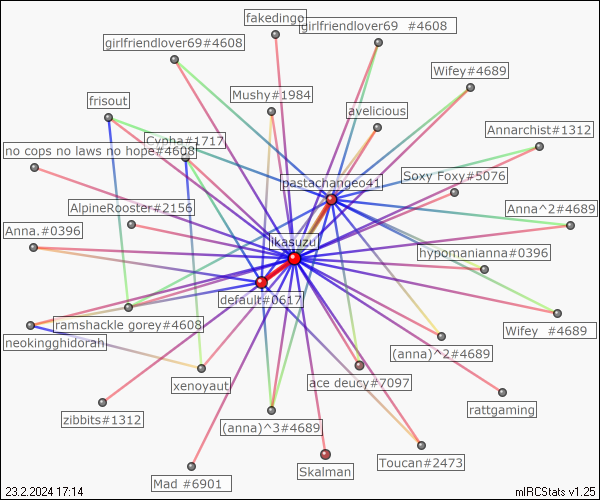 fakedingo
girlfriendlover69 #4608
girlfriendlover69#4608
Wifey#4689
frisout
Mushy#1984
avelicious
Annarchist#1312
Cypha#1717
no cops no laws no hope#4608
pastachangeo41
Soxy Foxy#5076
AlpineRooster#2156
Anna^2#4689
Anna.#0396
jikasuzu
hypomanianna#0396
default#0617
ramshackle gorey#4608
Wifey #4689
neokingghidorah
(anna)^2#4689
xenoyaut
ace deucy#7097
zibbits#1312
rattgaming
(anna)^3#4689
Skalman
Toucan#2473
Mad #6901
23.2.2024 17:14
mIRCStats v1.25